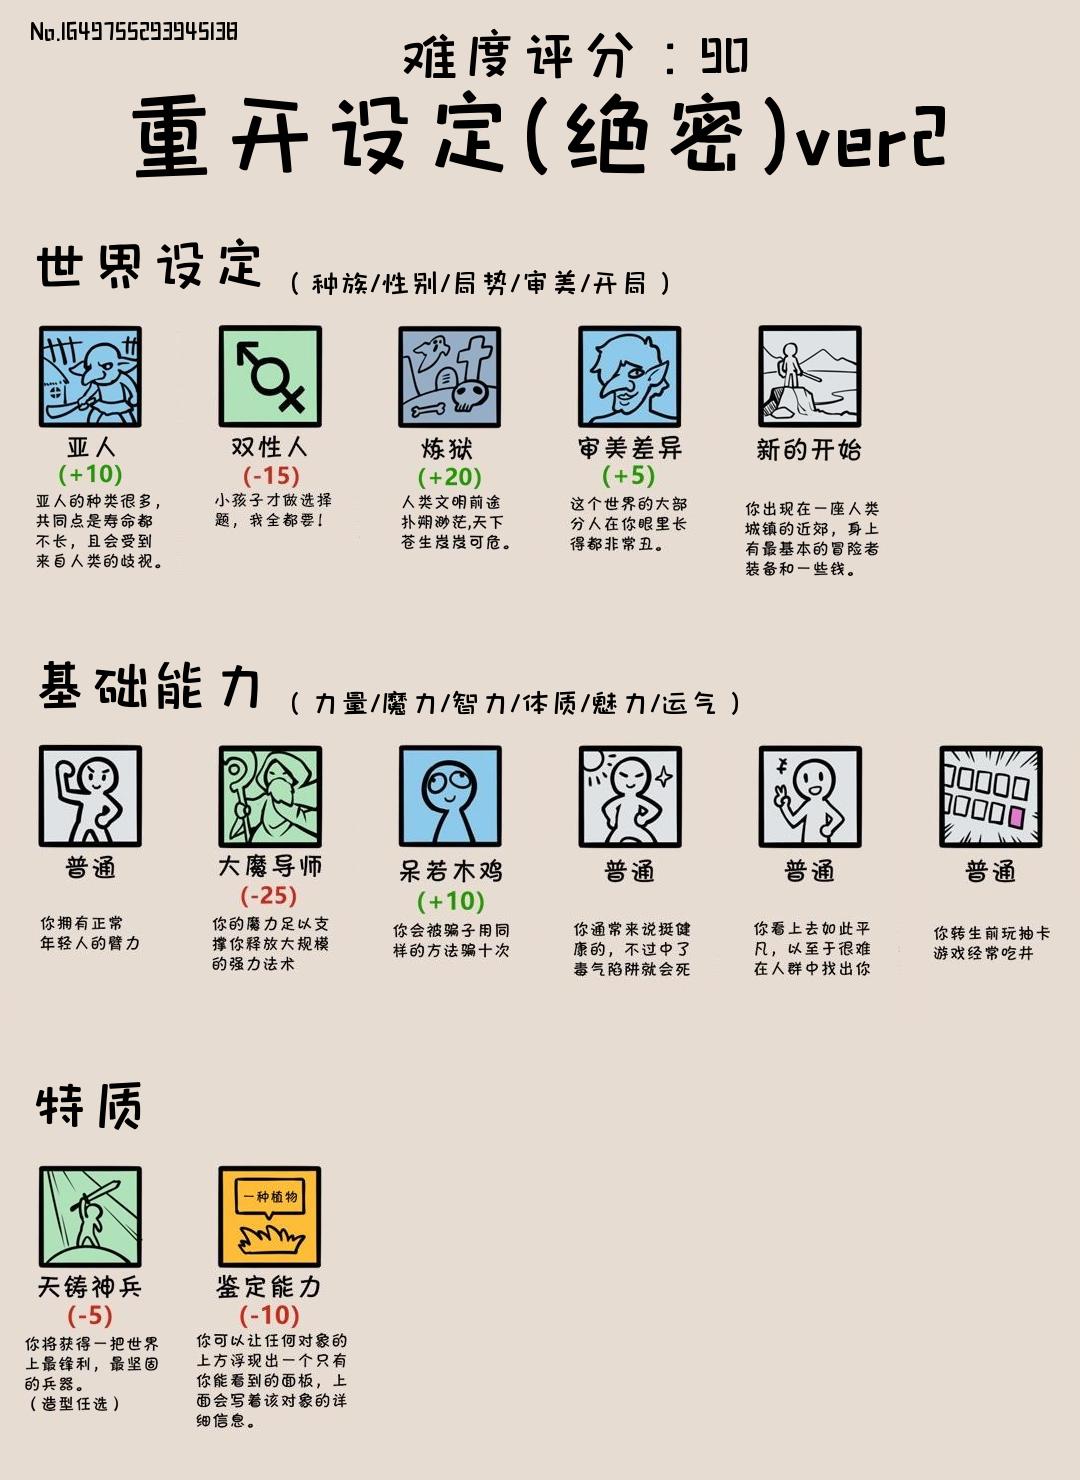 No.1649755293945138
难度评分：90
重开设定(绝密)ver2
世界设定（种族/性别/局势/审美/开局）
亚人
(+10)
亚人的种类很多，
共同点是寿命都
不长，且会受到
来自人类的歧视。
双性人
(-15)
小孩子才做选择
题，我全都要！
炼狱
(+20)
人类文明前途
扑朔渺茫,天下
苍生岌岌可危。
审美差异
(+5)
这个世界的大部
分人在你眼里长
得都非常丑。
新的开始
你出现在一座人类
城镇的近郊，身上
有最基本的冒险者
装备和一些钱。
基础能力（力量/魔力/智力/体质/魅力/运气）
普通
你拥有正常
年轻人的臂力
大魔导师
(-25)
你的魔力足以支
撑你释放大规模
的强力法术
呆若木鸡
(+10)
你会被骗子用同
样的方法骗十次
普通
你通常来说挺健
康的，不过中了
毒气陷阱就会死
普通
你看上去如此平
凡，以至于很难
在人群中找出你
普通
你转生前玩抽卡
游戏经常吃井
特质
天铸神兵
(-5)
你将获得一把世界
上最锋利，最坚固
的兵器。
（造型任选）
一种植物
鉴定能力
(-10)
你可以让任何对象的
上方浮现出一个只有
你能看到的面板，上
面会写着该对象的详
细信息。